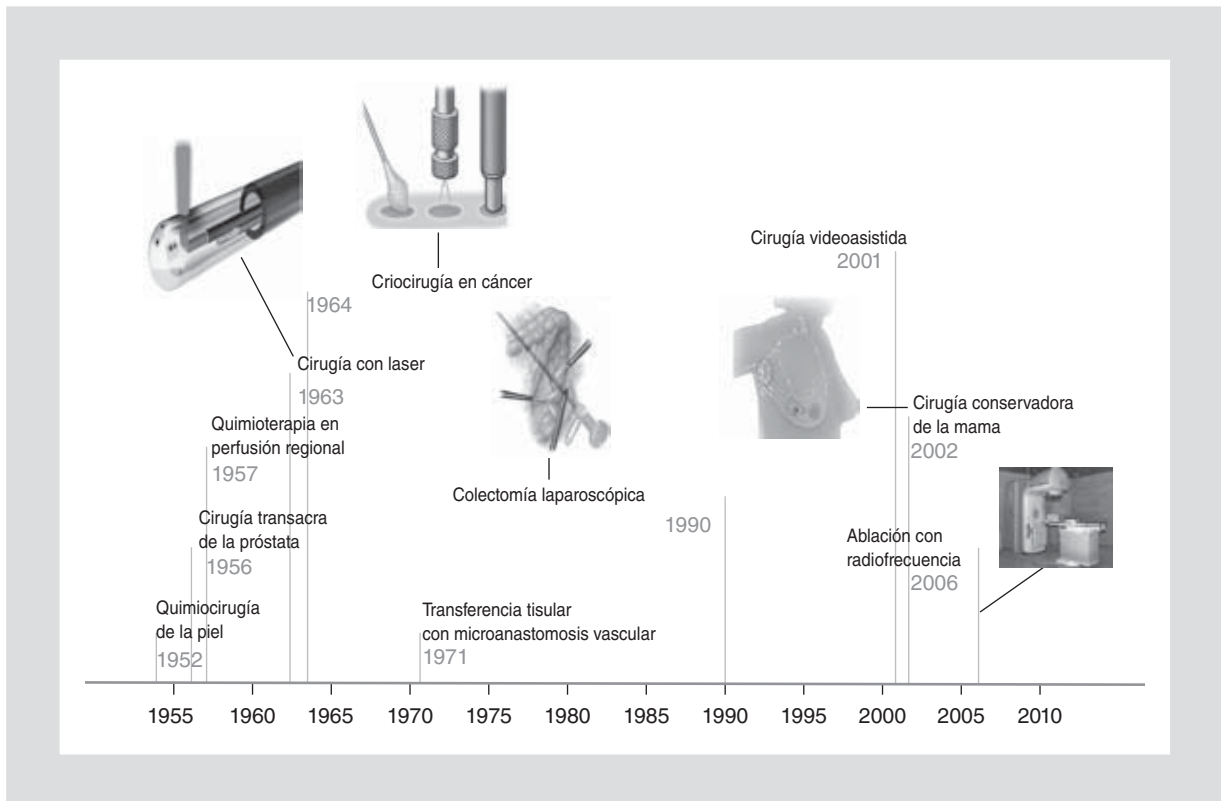 Criocirugía en cáncer
1964
Cirugía con laser
1963
Quimioterapia en
perfusión regional
1957
Cirugía transacra
de la próstata
1956
Quimiocirugía
de la piel
1952
Colectomía laparoscópica
1990
Transferencia tisular
con microanastomosis vascular
1971
Cirugía videoasistida
2001
Cirugía conservadora
de la mama
2002
Ablación con
radiofrecuencia
2006
1955 1960 1965 1970 1975 1980 1985 1990 1995 2000 2005 2010